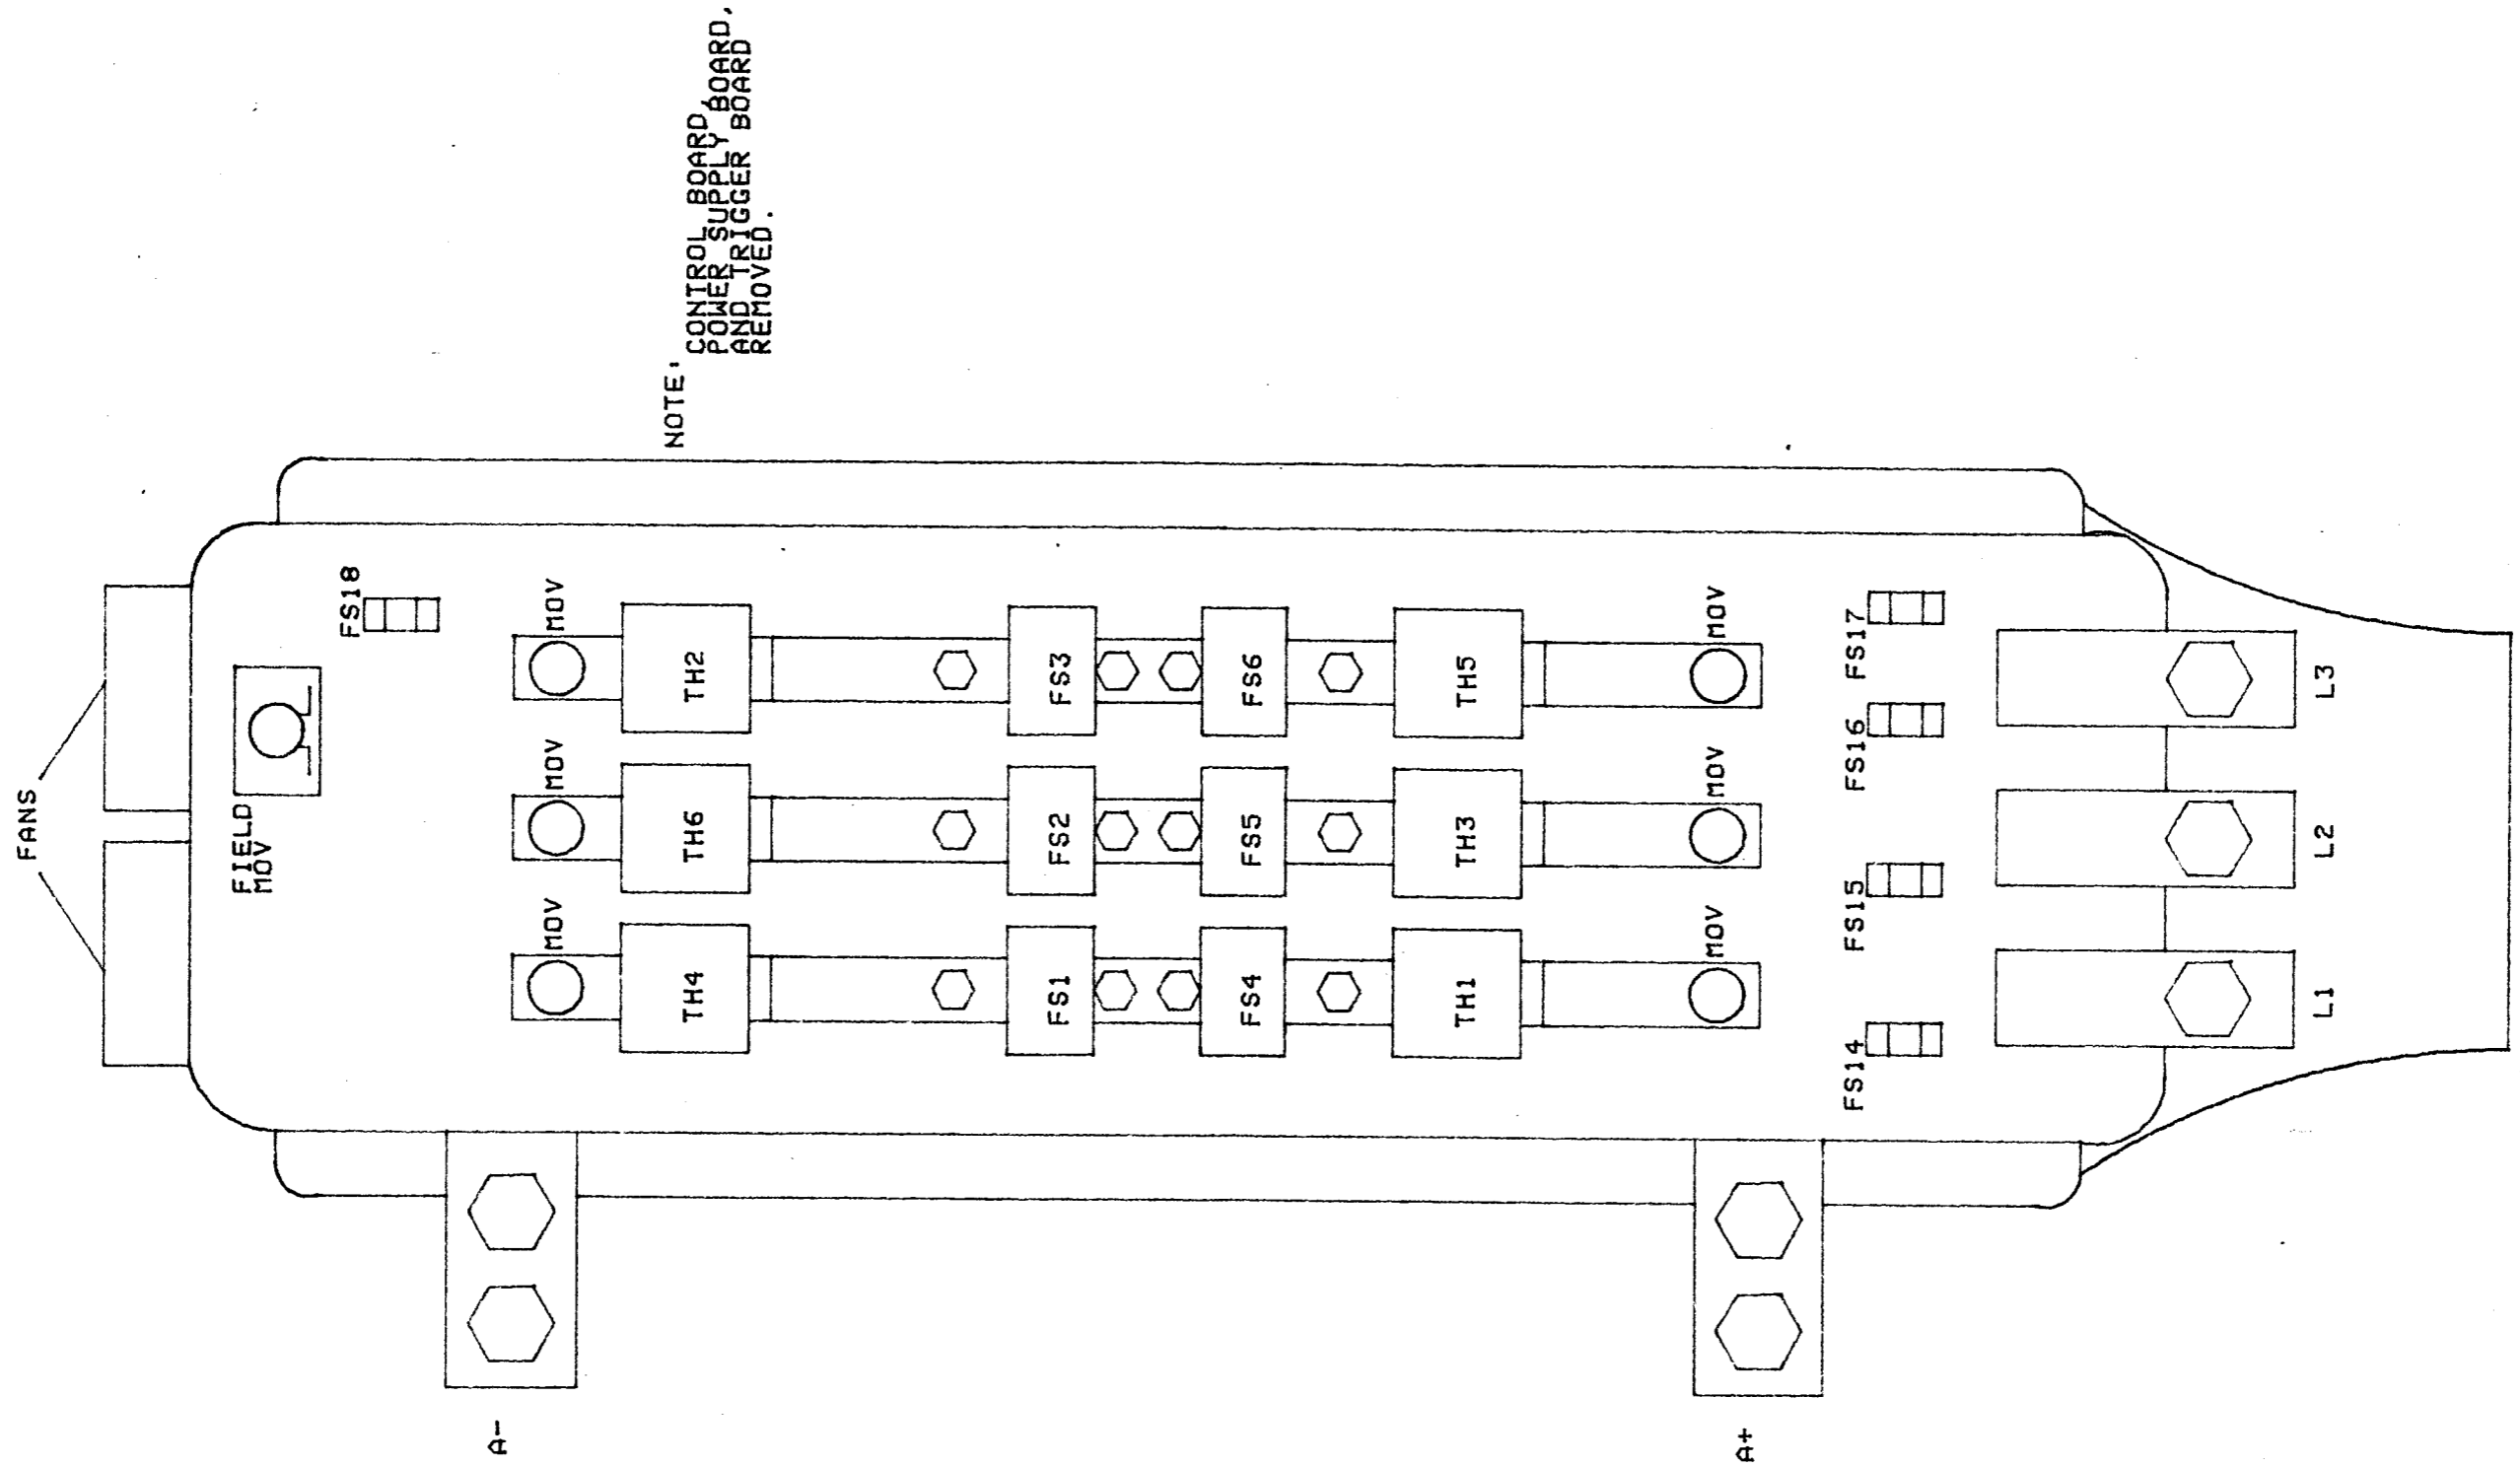 FANS
FIELD
MOV
FS18
MOV
MOV
MOV
TH4
TH6
TH2
FS1
FS2
FS3
FS4
FS5
FS6
TH1
TH3
TH5
MOV
MOV
MOV
FS14
FS15
FS16
FS17
L1
L2
L3
A-
A+
NOTE:
CONTROL BOARD,
POWER SUPPLY BOARD,
AND TRIGGER BOARD
REMOVED.